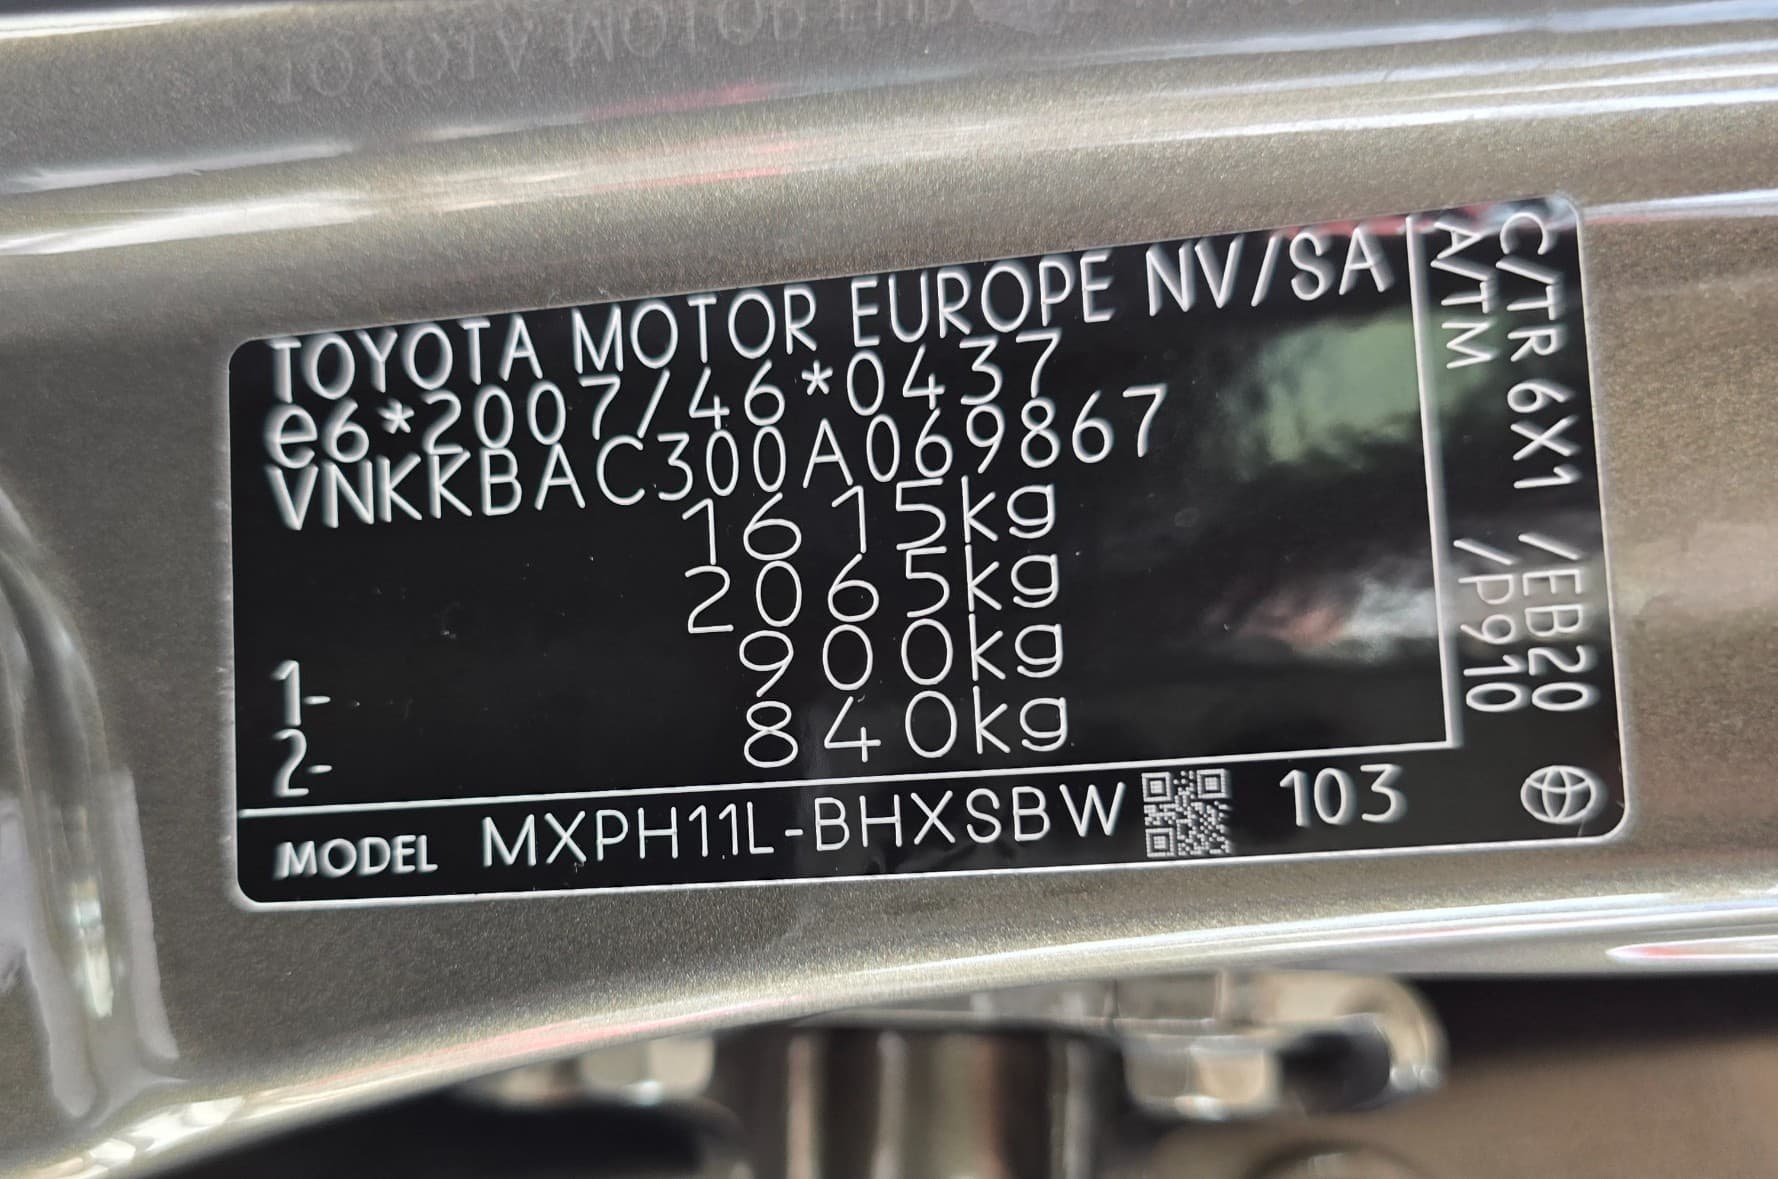 TOYOTA MOTOR EUROPE NV/SA
e6*2007/46*0437
VNKKBAC300A069867
1615kg
2065kg
1- 900kg
2- 840kg
C/TR 6X1 /EB20
A/TM /P910
MODEL MXPH11L-BHXSBW 103